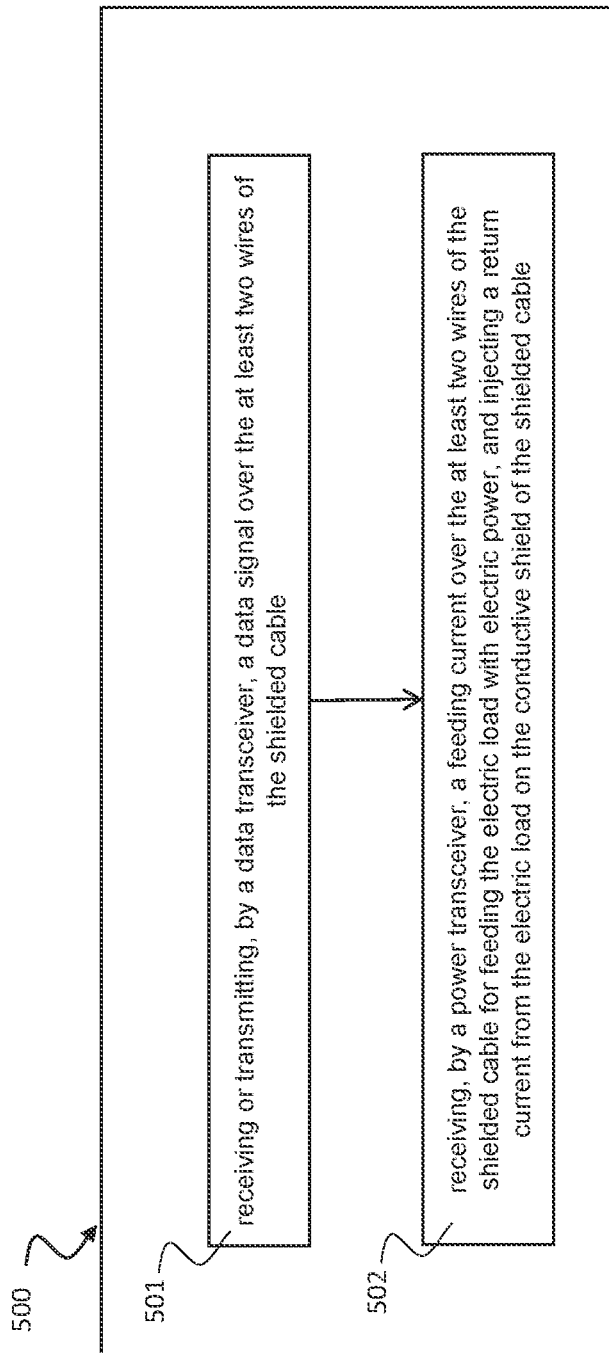 500
501
receiving or transmitting, by a data transceiver, a data signal over the at least two wires of
the shielded cable
502
receiving, by a power transceiver, a feeding current over the at least two wires of the
shielded cable for feeding the electric load with electric power, and injecting a return
current from the electric load on the conductive shield of the shielded cable